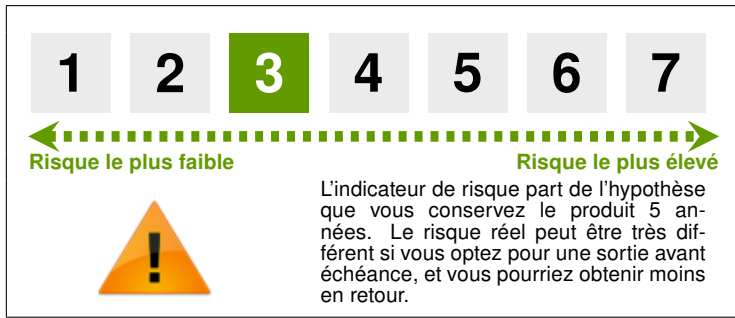 1 2 3 4 5 6 7
Risque le plus faible Risque le plus élevé
L'indicateur de risque part de l'hypothèse
que vous conservez le produit 5 an-
nées. Le risque réel peut être très dif-
férent si vous optez pour une sortie avant
échéance, et vous pourriez obtenir moins
en retour.
!